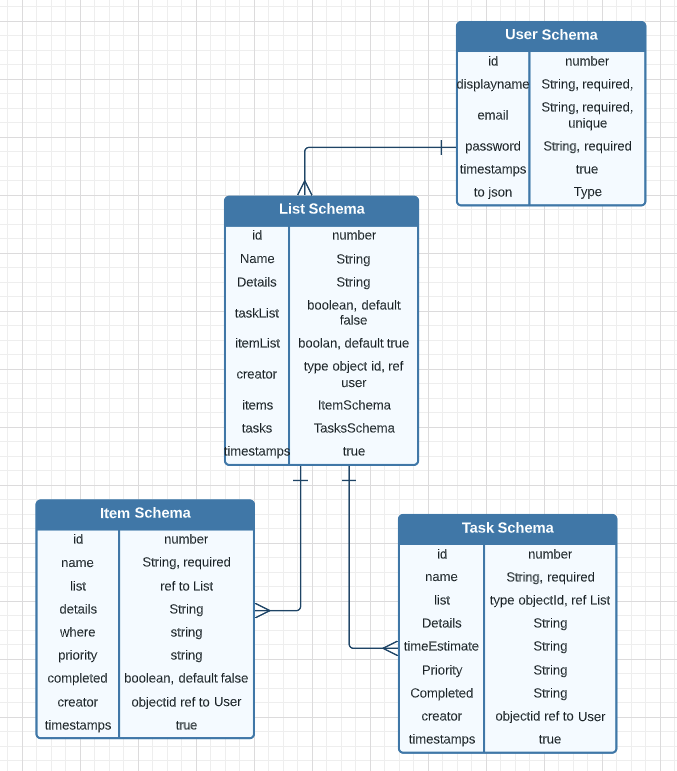 User Schema
id number
displayname String, required,
email String, required,
unique
password String, required
timestamps true
to json Type
List Schema
id number
Name String
Details String
taskList boolean, default
false
itemList boolan, default true
creator type object id, ref
user
items ItemSchema
tasks TasksSchema
timestamps true
Item Schema
id number
name String, required
list ref to List
details String
where string
priority string
completed boolean, default false
creator objectid ref to User
timestamps true
Task Schema
id number
name String, required
list type objectId, ref List
Details String
timeEstimate String
Priority String
Completed String
creator objectid ref to User
timestamps true